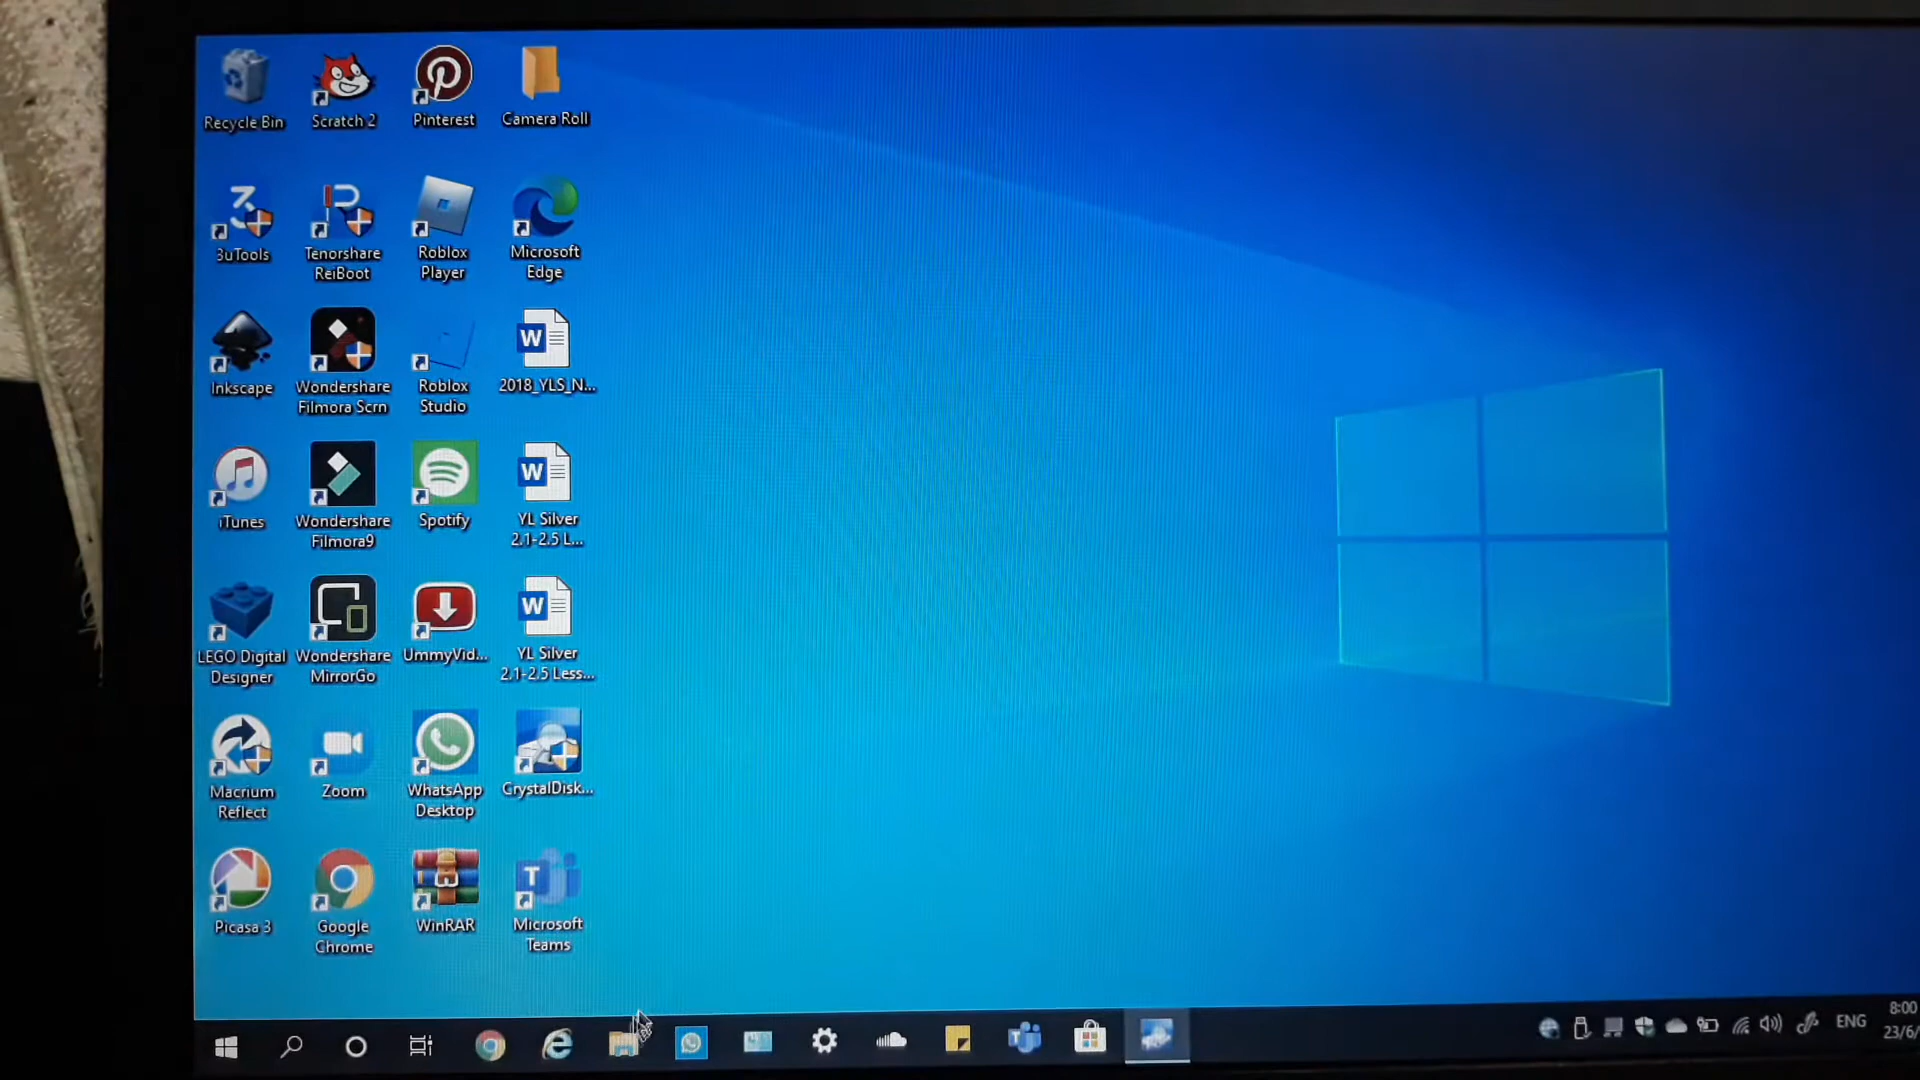 Recycle Bin
Scratch 2
Pinterest
Camera Roll
3uTools
Tenorshare
ReiBoot
Roblox
Player
Microsoft
Edge
Inkscape
Wondershare
Filmora Scrn
Roblox
Studio
2018_YLS_N...
iTunes
Wondershare
Filmora9
Spotify
YL Silver
2.1-2.5 L...
LEGO Digital
Designer
Wondershare
MirrorGo
UmmyVid...
YL Silver
2.1-2.5 Less...
Macrium
Reflect
Zoom
WhatsApp
Desktop
CrystalDisk...
Picasa 3
Google
Chrome
WinRAR
Microsoft
Teams
ENG
8:00
23/6/